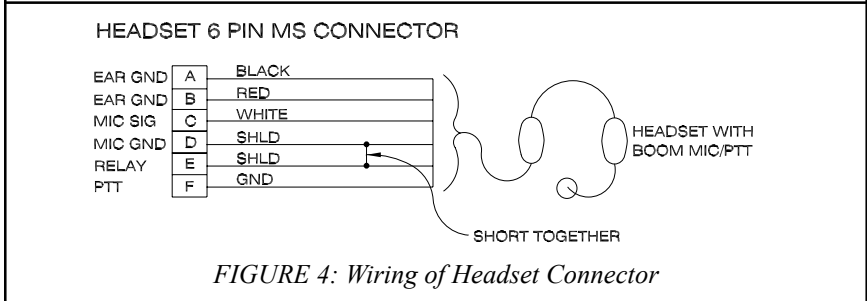 HEADSET 6 PIN MS CONNECTOR
EAR GND A BLACK
EAR GND B RED
MIC SIG C WHITE
MIC GND D SHLD
RELAY E SHLD
PTT F GND
HEADSET WITH
BOOM MIC/PTT
SHORT TOGETHER
FIGURE 4: Wiring of Headset Connector